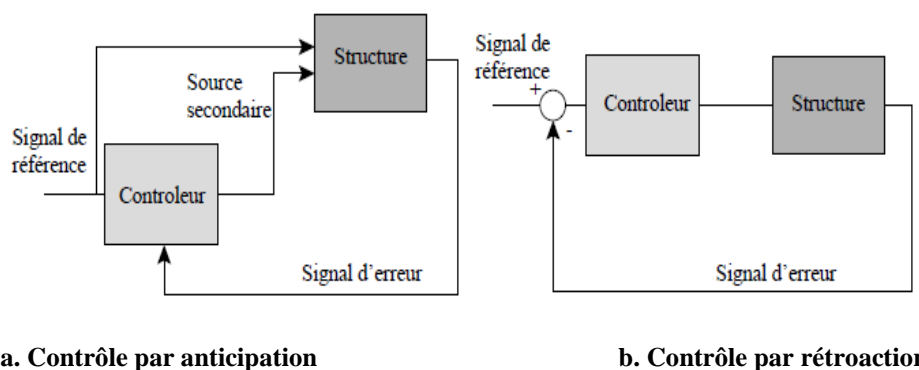 Signal de
référence
Controleur
Source
secondaire
Structure
Signal d'erreur
a. Contrôle par anticipation
Signal de
référence
+
-
Controleur
Structure
Signal d'erreur
b. Contrôle par rétroaction